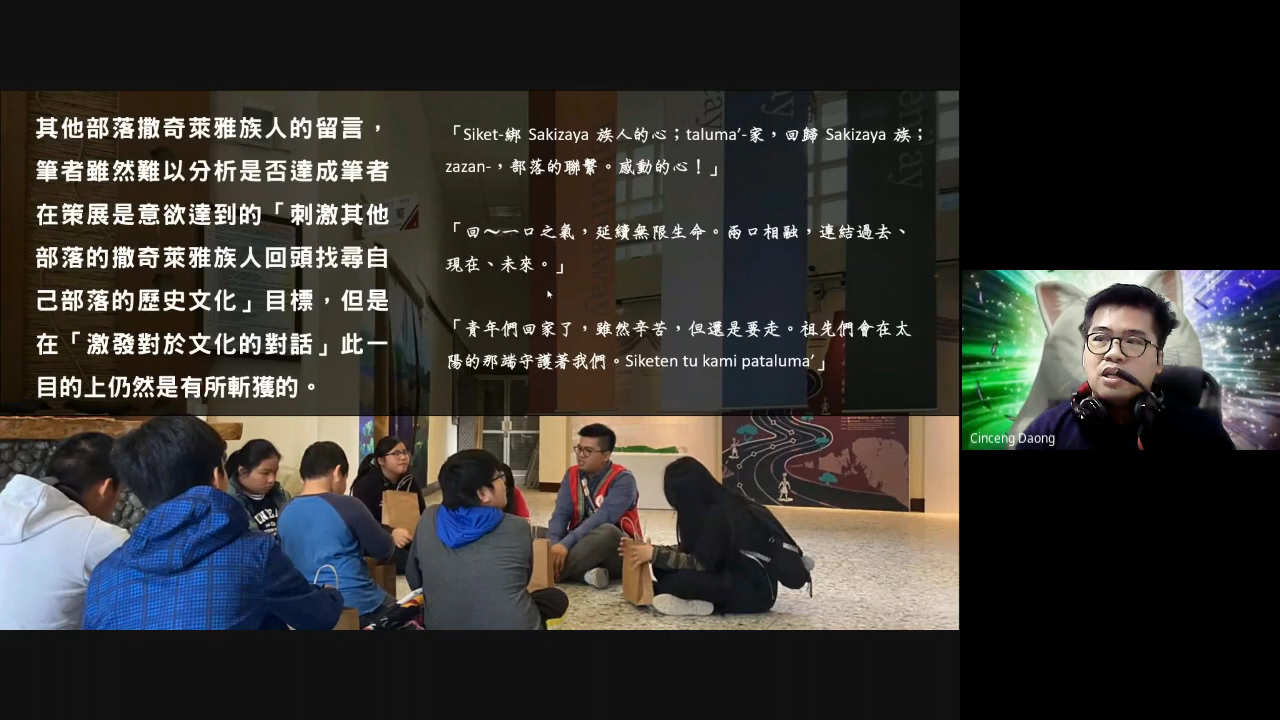 其他部落撒奇萊雅族人的留言，
筆者雖然難以分析是否達成筆者
在策展是意欲達到的「刺激其他
部落的撒奇萊雅族人回頭找尋自
己部落的歷史文化」目標，但是
在「激發對於文化的對話」此一
目的上仍然是有所斬獲的。
「Siket-綁 Sakizaya 族人的心；taluma’-家，回歸 Sakizaya 族；
zazan-，部落的聯繫。感動的心！」
「回～一口之氣，延續無限生命。兩口相融，連結過去、
現在、未來。」
「青年們回家了，雖然辛苦，但還是要走。祖先們會在太
陽的那端守護著我們。Siketen tu kami pataluma’」
Cinceng Daong